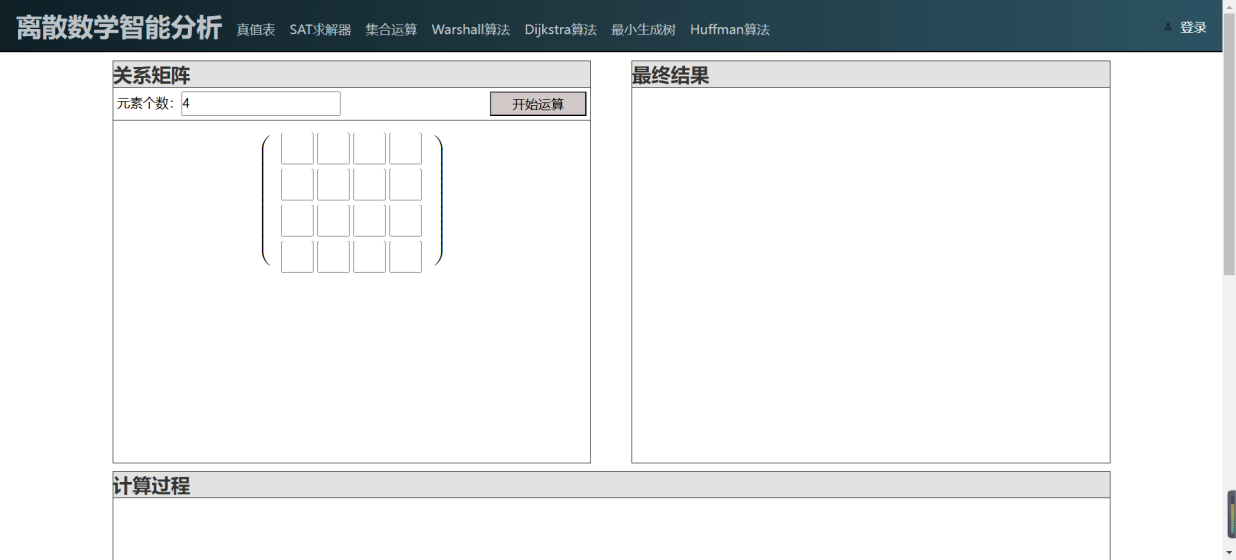 离散数学智能分析 真值表 SAT求解器 集合运算 Warshall算法 Dijkstra算法 最小生成树 Huffman算法 登录
关系矩阵
元素个数: 4 开始运算
最终结果
计算过程